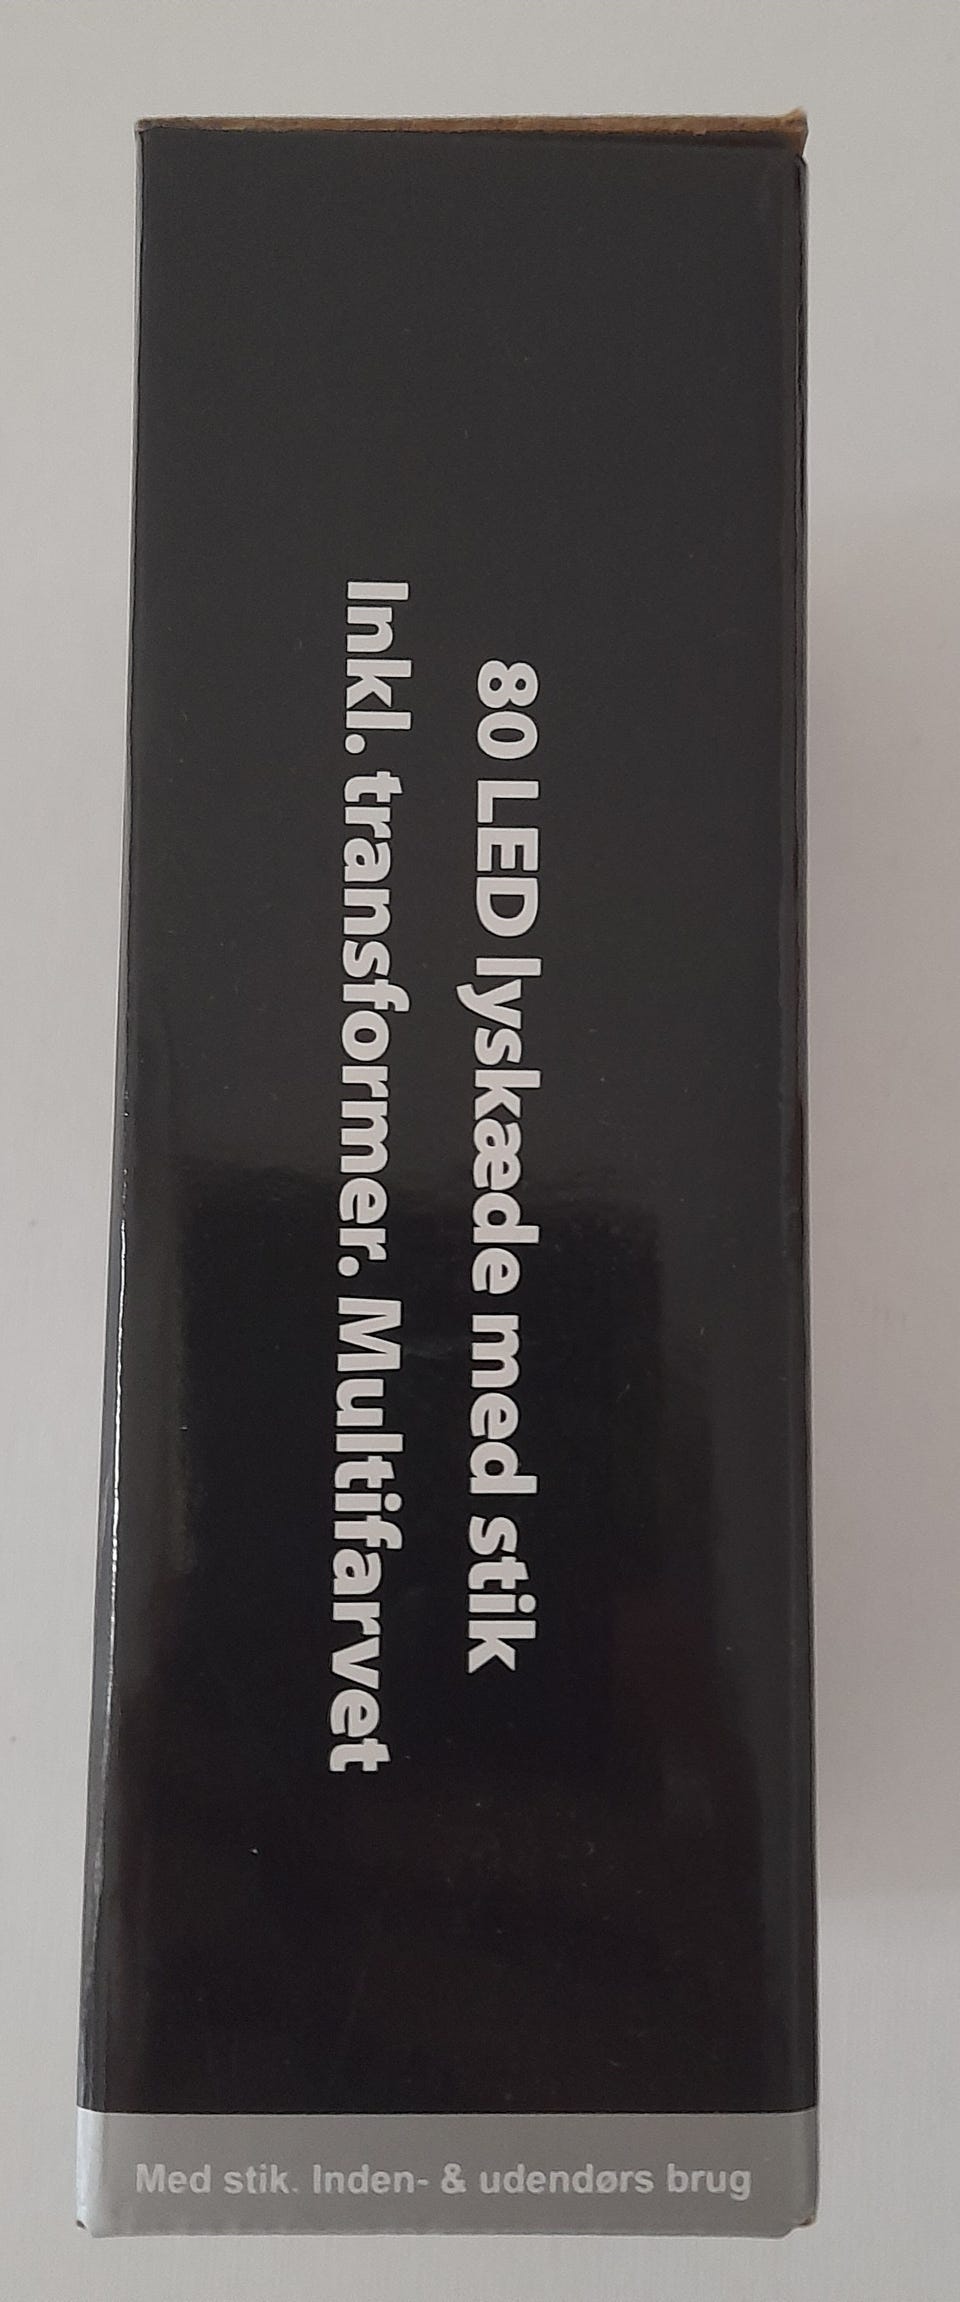 80 LED lyskæde med stik
Inkl. transformer. Multifarvet
Med stik. Inden- & udendørs brug